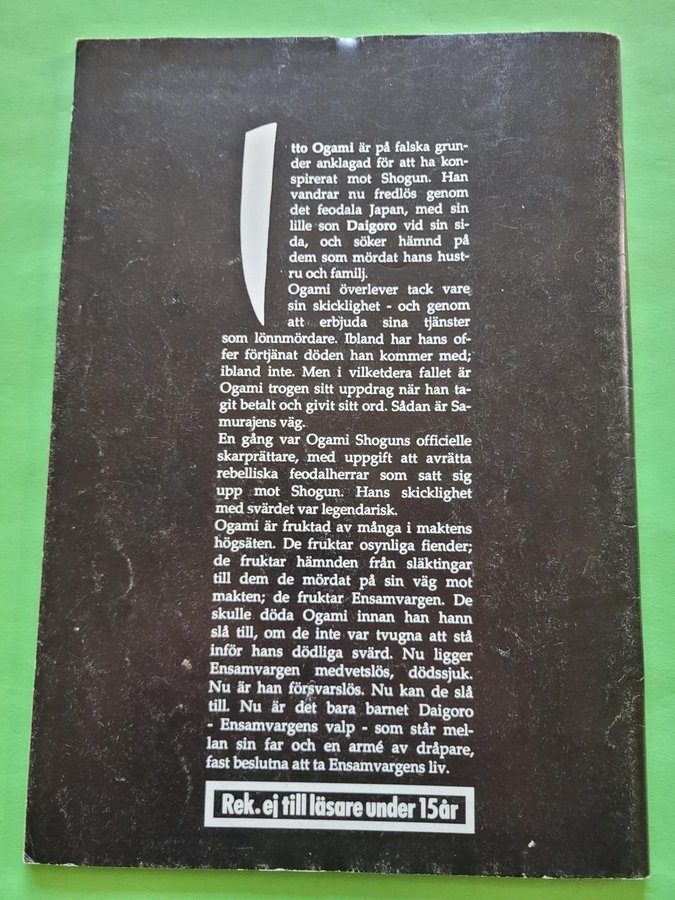 Itto Ogami är på falska grun-
der anklagad för att ha kon-
spirerat mot Shogun. Han
vandrar nu fredlös genom
det feodala Japan, med sin
lille son Daigoro vid sin si-
da, och söker hämnd på
dem som mördat hans hust-
ru och familj.
Ogami överlever tack vare
sin skicklighet - och genom
att erbjuda sina tjänster
som lönnmördare. Ibland har hans of-
fer förtjänat döden han kommer med;
ibland inte. Men i vilketdera fallet är
Ogami trogen sitt uppdrag när han ta-
git betalt och givit sitt ord. Sådan är Sa-
murajens väg.
En gång var Ogami Shoguns officielle
skarprättare, med uppgift att avrätta
rebelliska feodalherrar som satt sig
upp mot Shogun. Hans skicklighet
med svärdet var legendarisk.
Ogami är fruktad av många i maktens
högsäten. De fruktar osynliga fiender;
de fruktar hämnden från släktingar
till dem de mördat på sin väg mot
makten; de fruktar Ensamvargen. De
skulle döda Ogami innan han hann
slå till, om de inte var tvugna att stå
inför hans dödliga svärd. Nu ligger
Ensamvargen medvetslös, dödssjuk.
Nu är han försvarslös. Nu kan de slå
till. Nu är det bara barnet Daigoro
- Ensamvargens valp - som står mel-
lan sin far och en armé av dråpare,
fast beslutna att ta Ensamvargens liv.
Rek. ej till läsare under 15 år